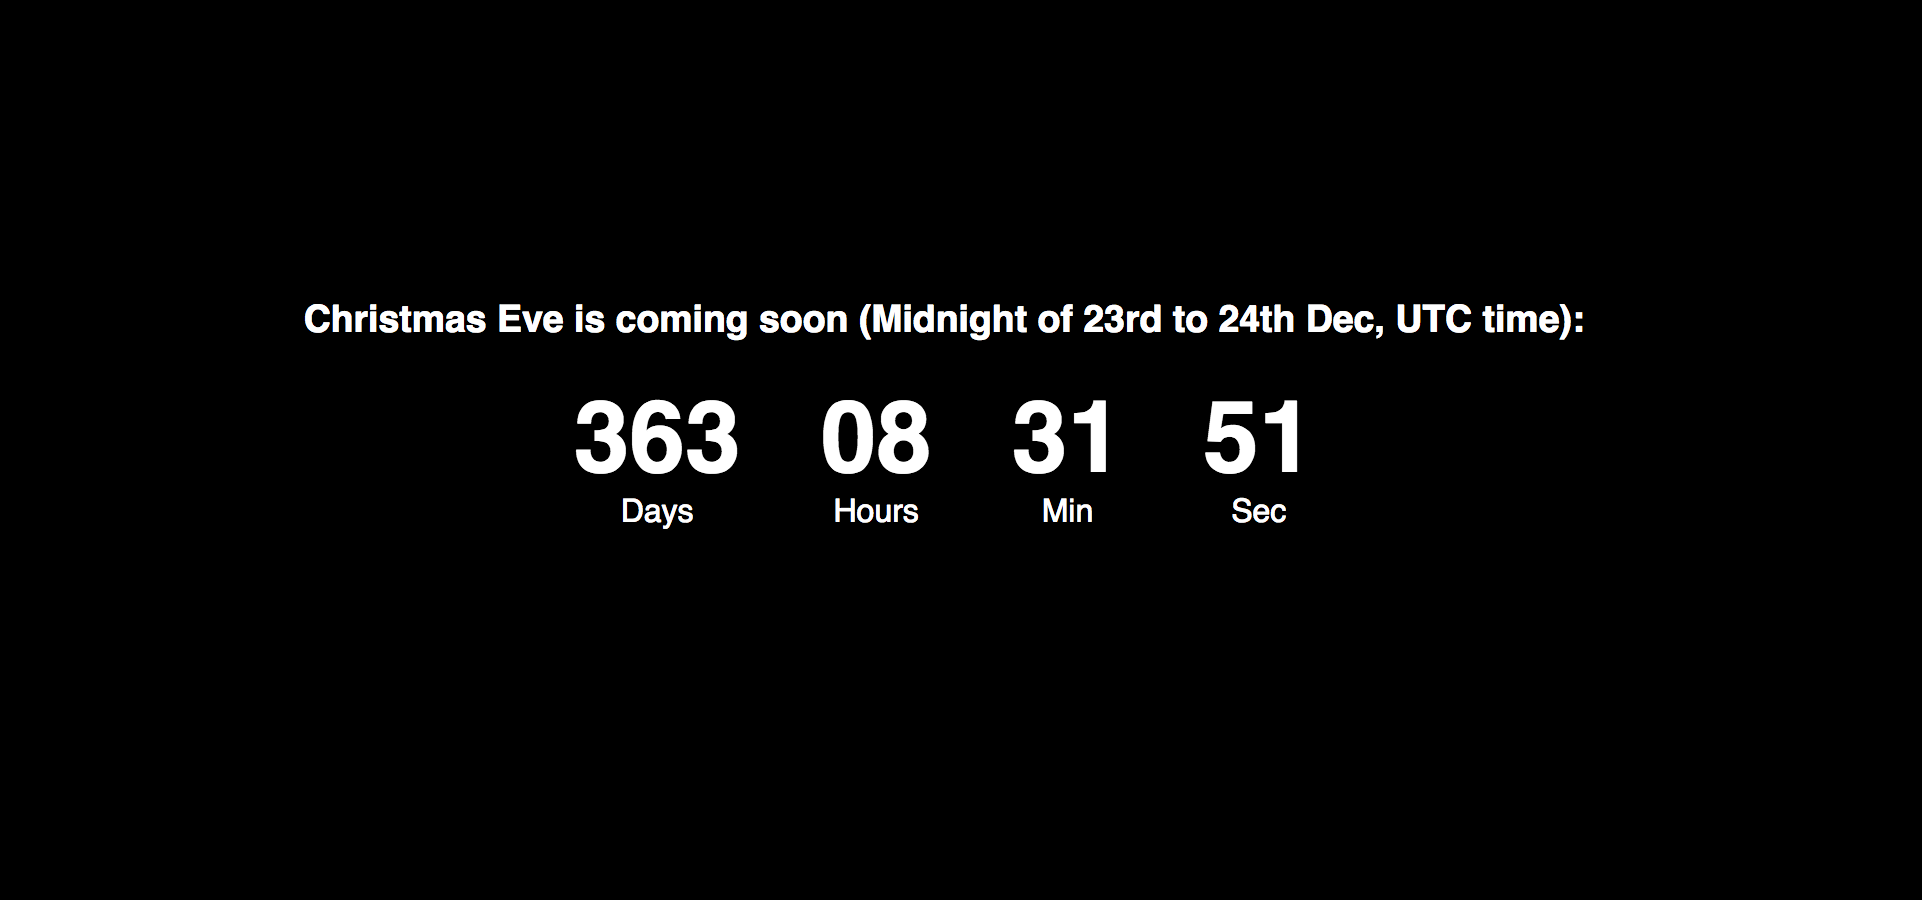 Christmas Eve is coming soon (Midnight of 23rd to 24th Dec, UTC time):
363 08 31 51
Days Hours Min Sec